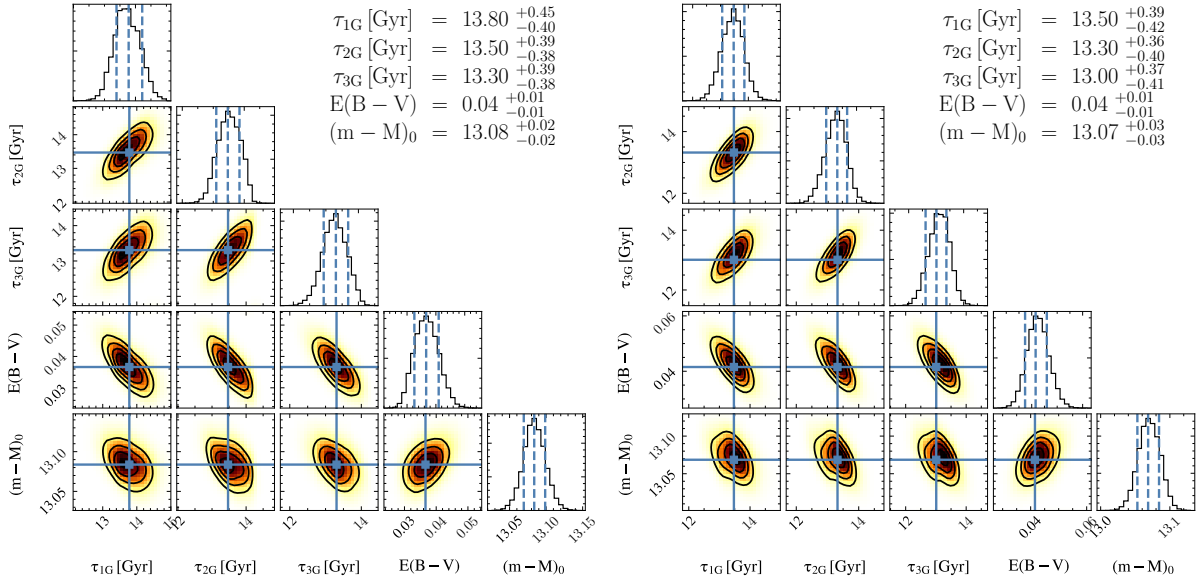 τ1G [Gyr] = 13.80 +0.45 −0.40
τ2G [Gyr] = 13.50 +0.39 −0.38
τ3G [Gyr] = 13.30 +0.39 −0.38
E(B − V) = 0.04 +0.01 −0.01
(m − M)0 = 13.08 +0.02 −0.02
τ2G [Gyr]
14
13
12
τ3G [Gyr]
14
13
12
E(B − V)
0.05
0.04
0.03
(m − M)0
13.10
13.05
13 14 15
12 14
12 14
0.03 0.04 0.05
13.05 13.10 13.15
τ1G [Gyr] τ2G [Gyr] τ3G [Gyr] E(B − V) (m − M)0
τ1G [Gyr] = 13.50 +0.39 −0.42
τ2G [Gyr] = 13.30 +0.36 −0.40
τ3G [Gyr] = 13.00 +0.37 −0.41
E(B − V) = 0.04 +0.01 −0.01
(m − M)0 = 13.07 +0.03 −0.03
τ2G [Gyr]
14
12
τ3G [Gyr]
14
12
E(B − V)
0.06
0.04
(m − M)0
13.10
13.05
12 14
12 14
12 14
0.04 0.06
13.0 13.1
τ1G [Gyr] τ2G [Gyr] τ3G [Gyr] E(B − V) (m − M)0